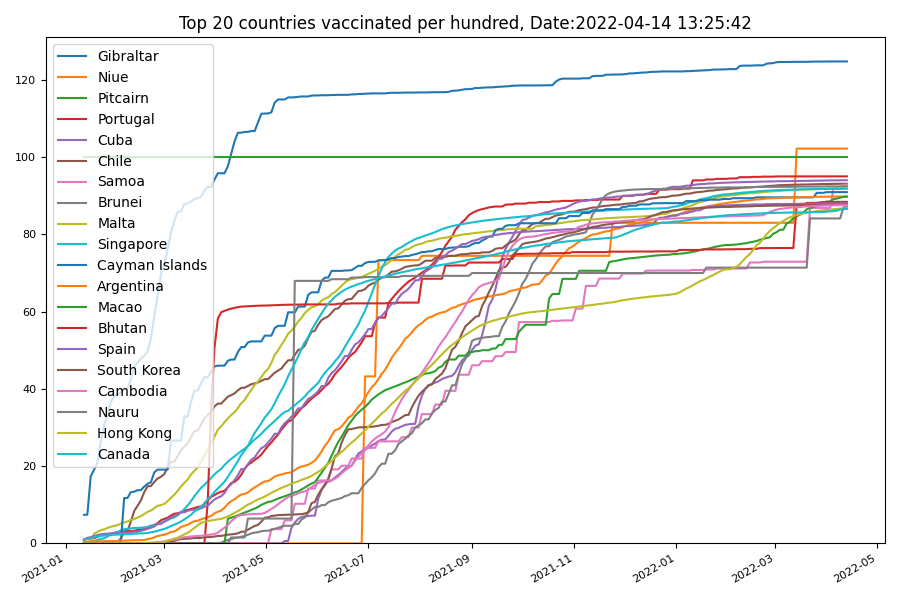 Top 20 countries vaccinated per hundred, Date:2022-04-14 13:25:42
Gibraltar
Niue
Pitcairn
Portugal
Cuba
Chile
Samoa
Brunei
Malta
Singapore
Cayman Islands
Argentina
Macao
Bhutan
Spain
South Korea
Cambodia
Nauru
Hong Kong
Canada
120
100
80
60
40
20
0
2021-01
2021-03
2021-05
2021-07
2021-09
2021-11
2022-01
2022-03
2022-05